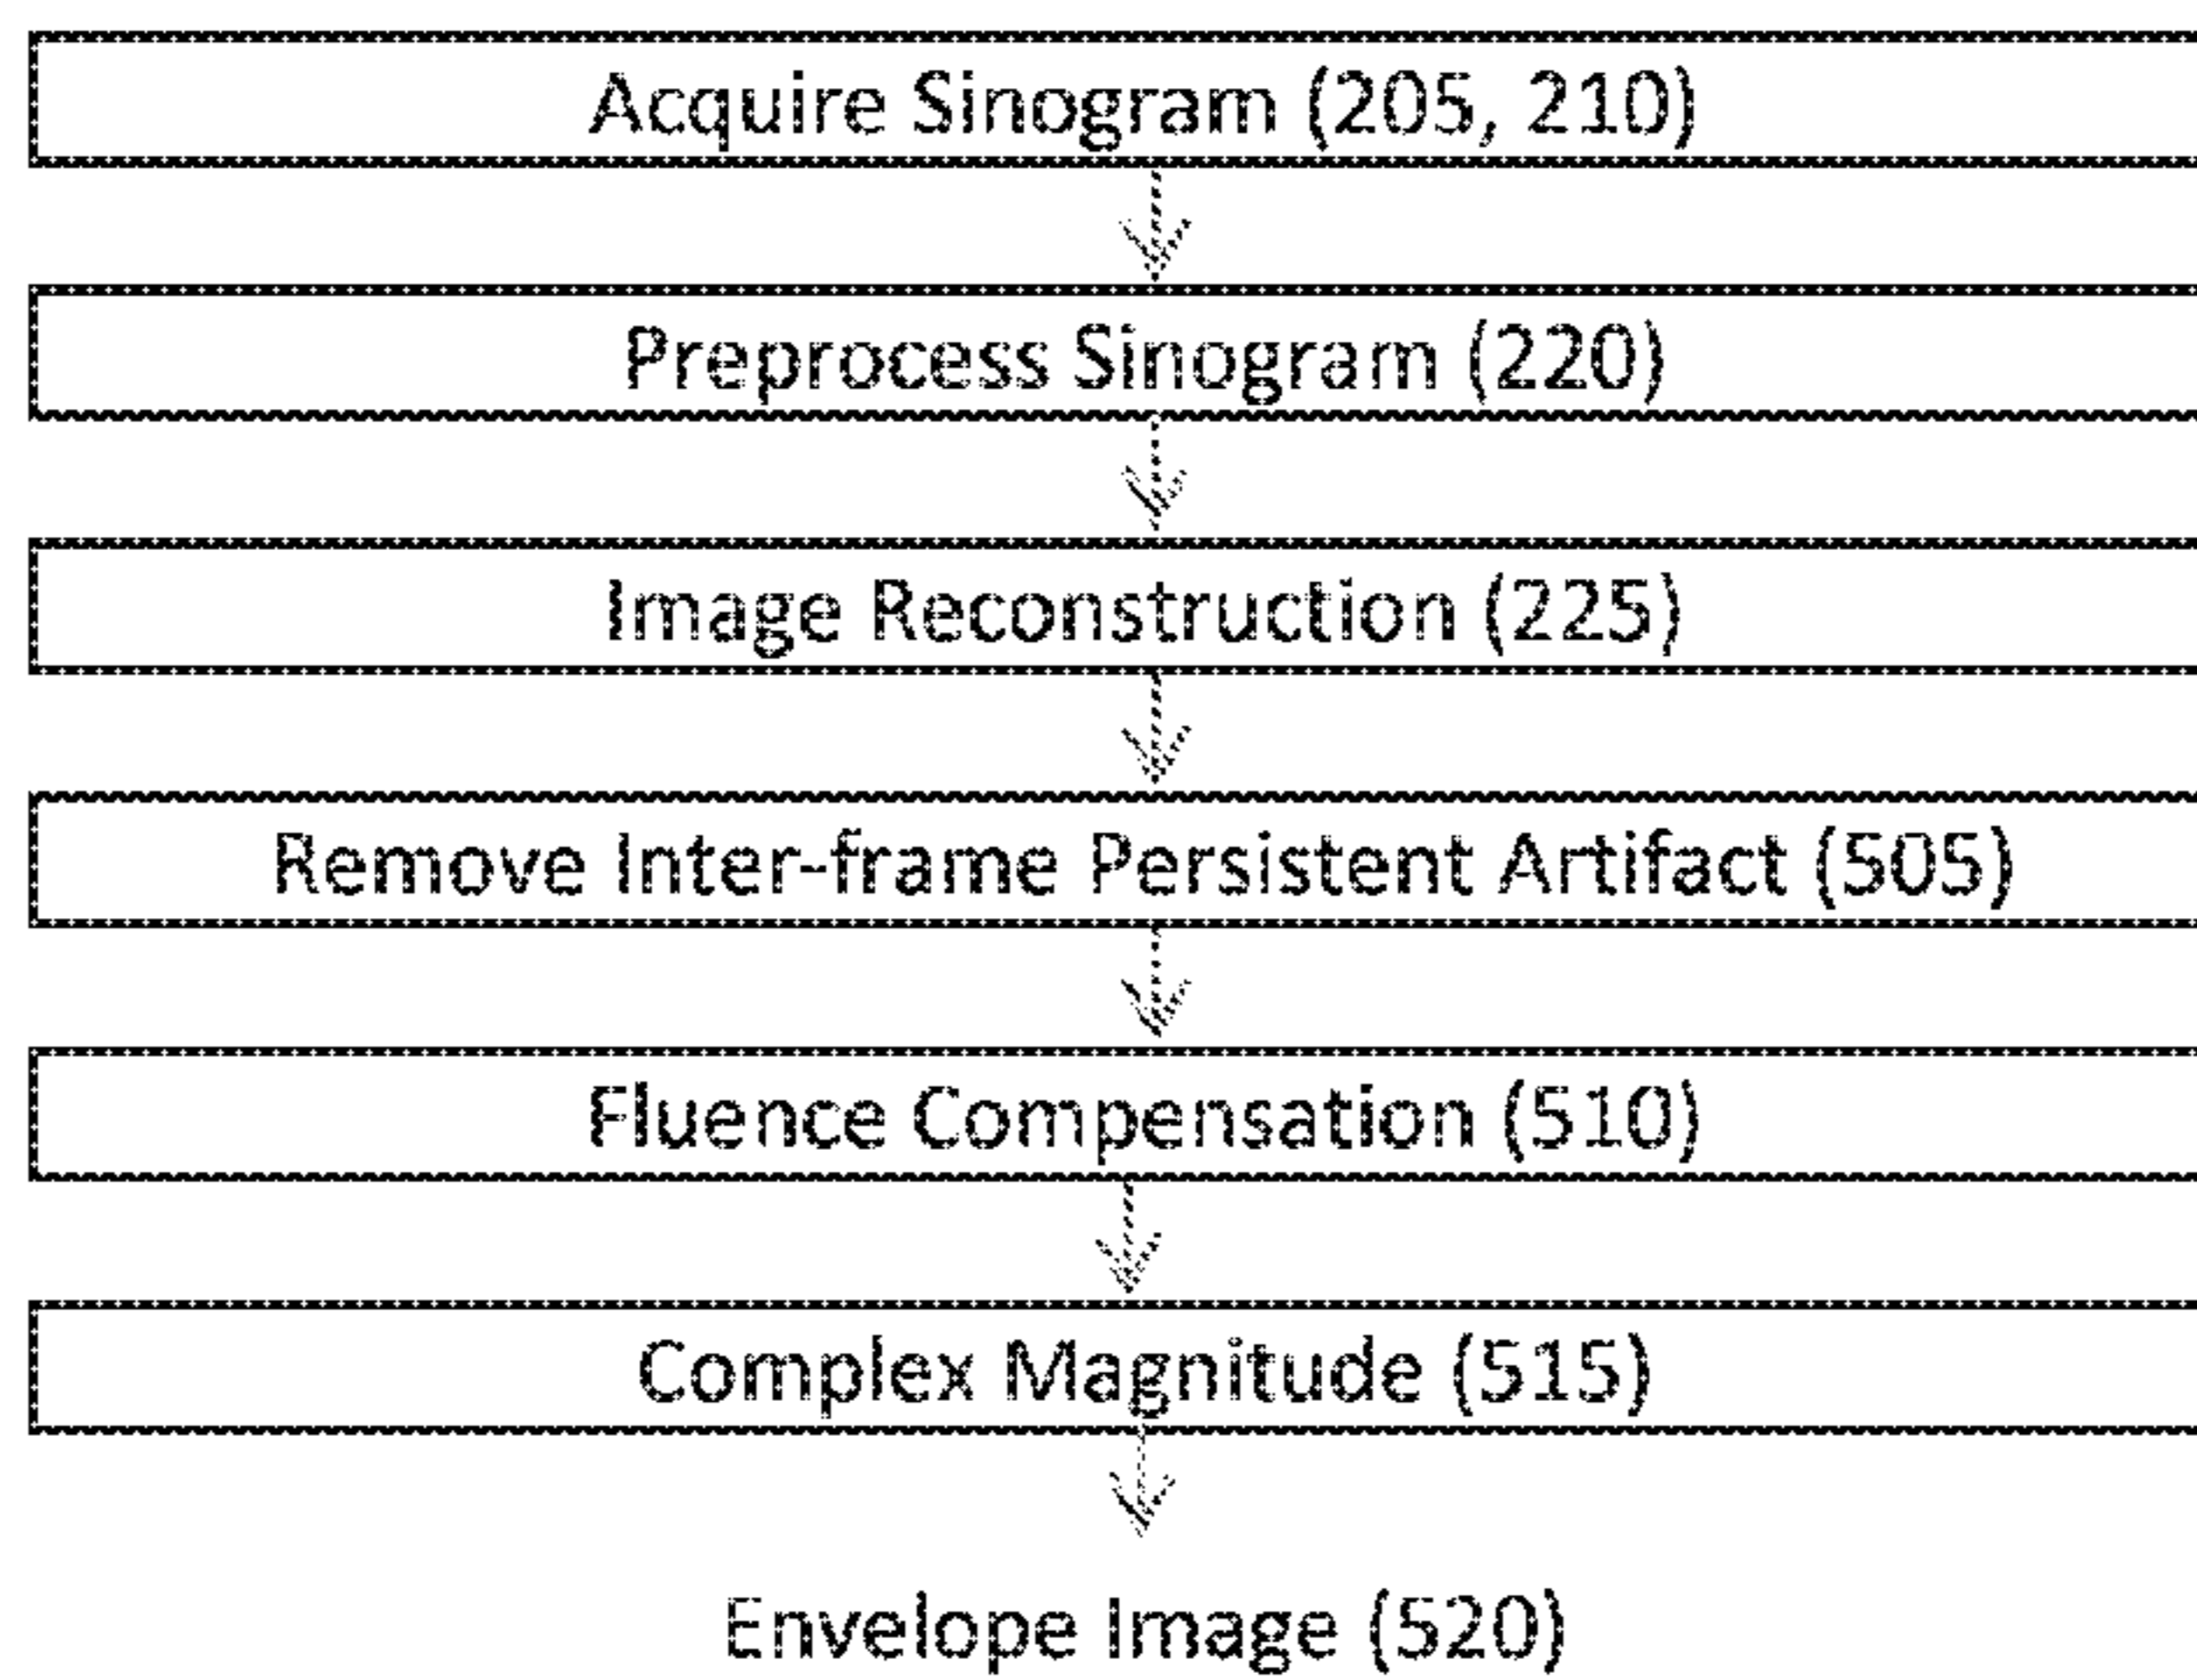 Acquire Sinogram (205, 210)
Preprocess Sinogram (220)
Image Reconstruction (225)
Remove Inter-frame Persistent Artifact (505)
Fluence Compensation (510)
Complex Magnitude (515)
Envelope Image (520)